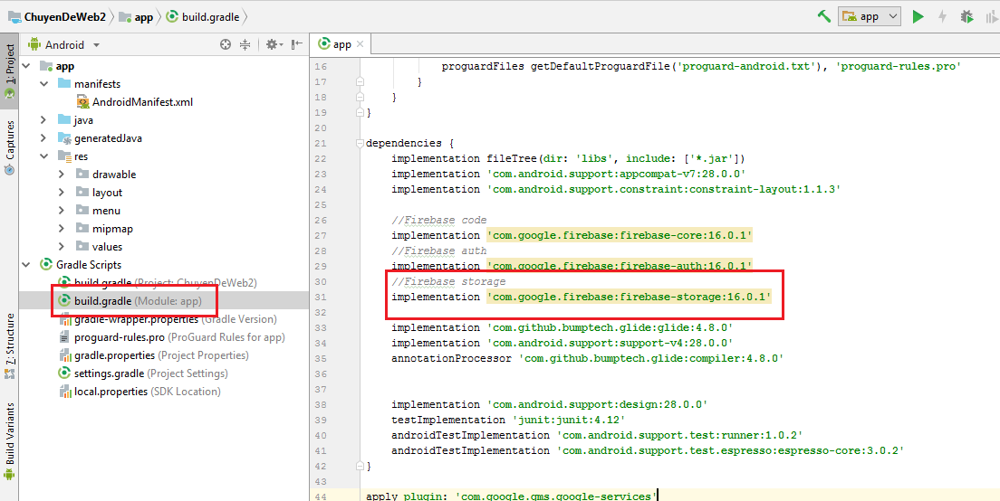 ChuyenDeWeb2 app build.gradle app
Android app
1: Project
Captures
Z: Structure
Build Variants
app
manifests
AndroidManifest.xml
java
generatedJava
res
drawable
layout
menu
mipmap
values
Gradle Scripts
build.gradle (Project: ChuyenDeWeb2)
build.gradle (Module: app)
gradle-wrapper.properties (Gradle Version)
proguard-rules.pro (ProGuard Rules for app)
gradle.properties (Project Properties)
settings.gradle (Project Settings)
local.properties (SDK Location)
16 proguardFiles getDefaultProguardFile('proguard-android.txt'), 'proguard-rules.pro'
17 }
18 }
19 }
20
21 dependencies {
22 implementation fileTree(dir: 'libs', include: ['*.jar'])
23 implementation 'com.android.support:appcompat-v7:28.0.0'
24 implementation 'com.android.support.constraint:constraint-layout:1.1.3'
25
26 //Firebase code
27 implementation 'com.google.firebase:firebase-core:16.0.1'
28 //Firebase auth
29 implementation 'com.google.firebase:firebase-auth:16.0.1'
30 //Firebase storage
31 implementation 'com.google.firebase:firebase-storage:16.0.1'
32
33 implementation 'com.github.bumptech.glide:glide:4.8.0'
34 implementation 'com.android.support:support-v4:28.0.0'
35 annotationProcessor 'com.github.bumptech.glide:compiler:4.8.0'
36
37
38 implementation 'com.android.support:design:28.0.0'
39 testImplementation 'junit:junit:4.12'
40 androidTestImplementation 'com.android.support.test:runner:1.0.2'
41 androidTestImplementation 'com.android.support.test.espresso:espresso-core:3.0.2'
42 }
43
44 apply plugin: 'com.google.gms.google-services'